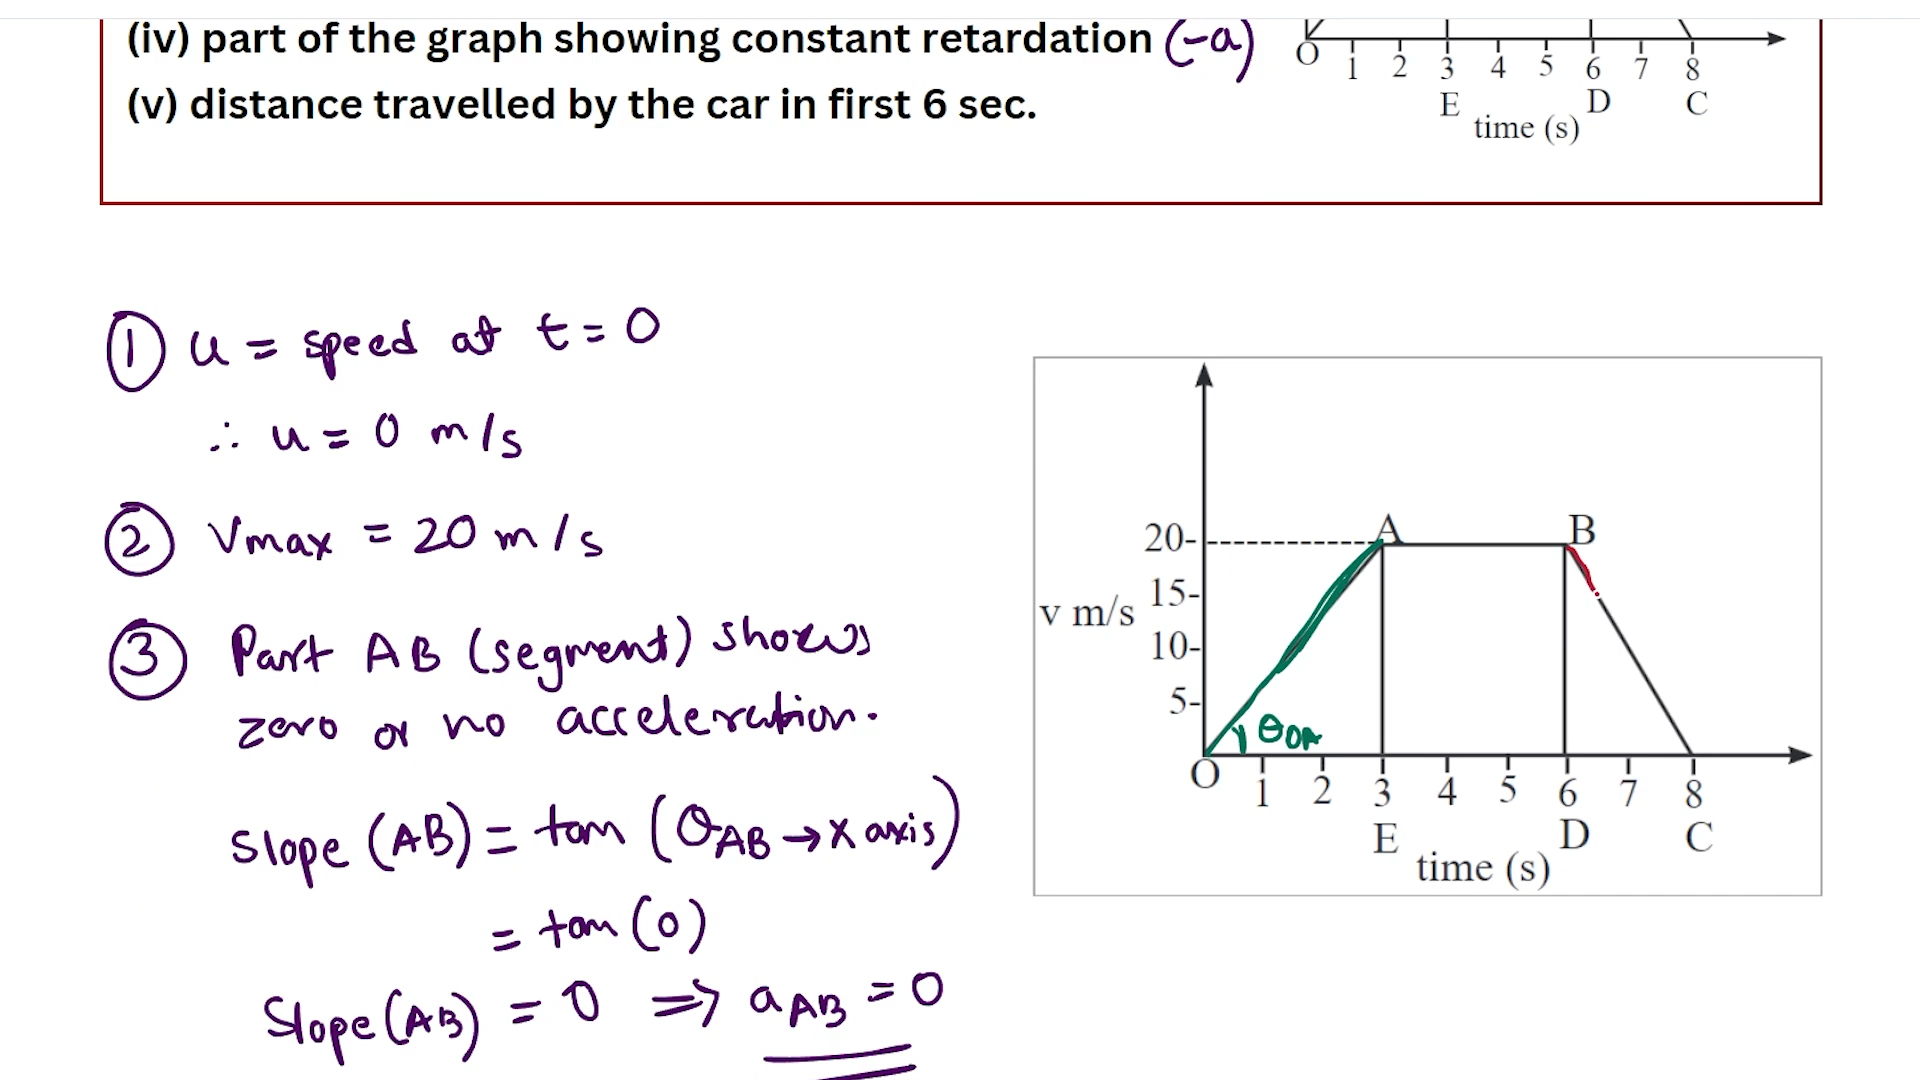 (iv) part of the graph showing constant retardation (-a)
(v) distance travelled by the car in first 6 sec.
O 1 2 3 4 5 6 7 8
E D C
time (s)
① u = speed at t = 0
∴ u = 0 m/s
② Vmax = 20 m/s
③ Part AB (segment) shows
zero or no acceleration.
Slope (AB) = tan (θAB → x axis)
= tan (0)
Slope (AB) = 0 ⇒ aAB = 0
A B
20-
15-
v m/s
10-
5-
θOA
O 1 2 3 4 5 6 7 8
E D C
time (s)